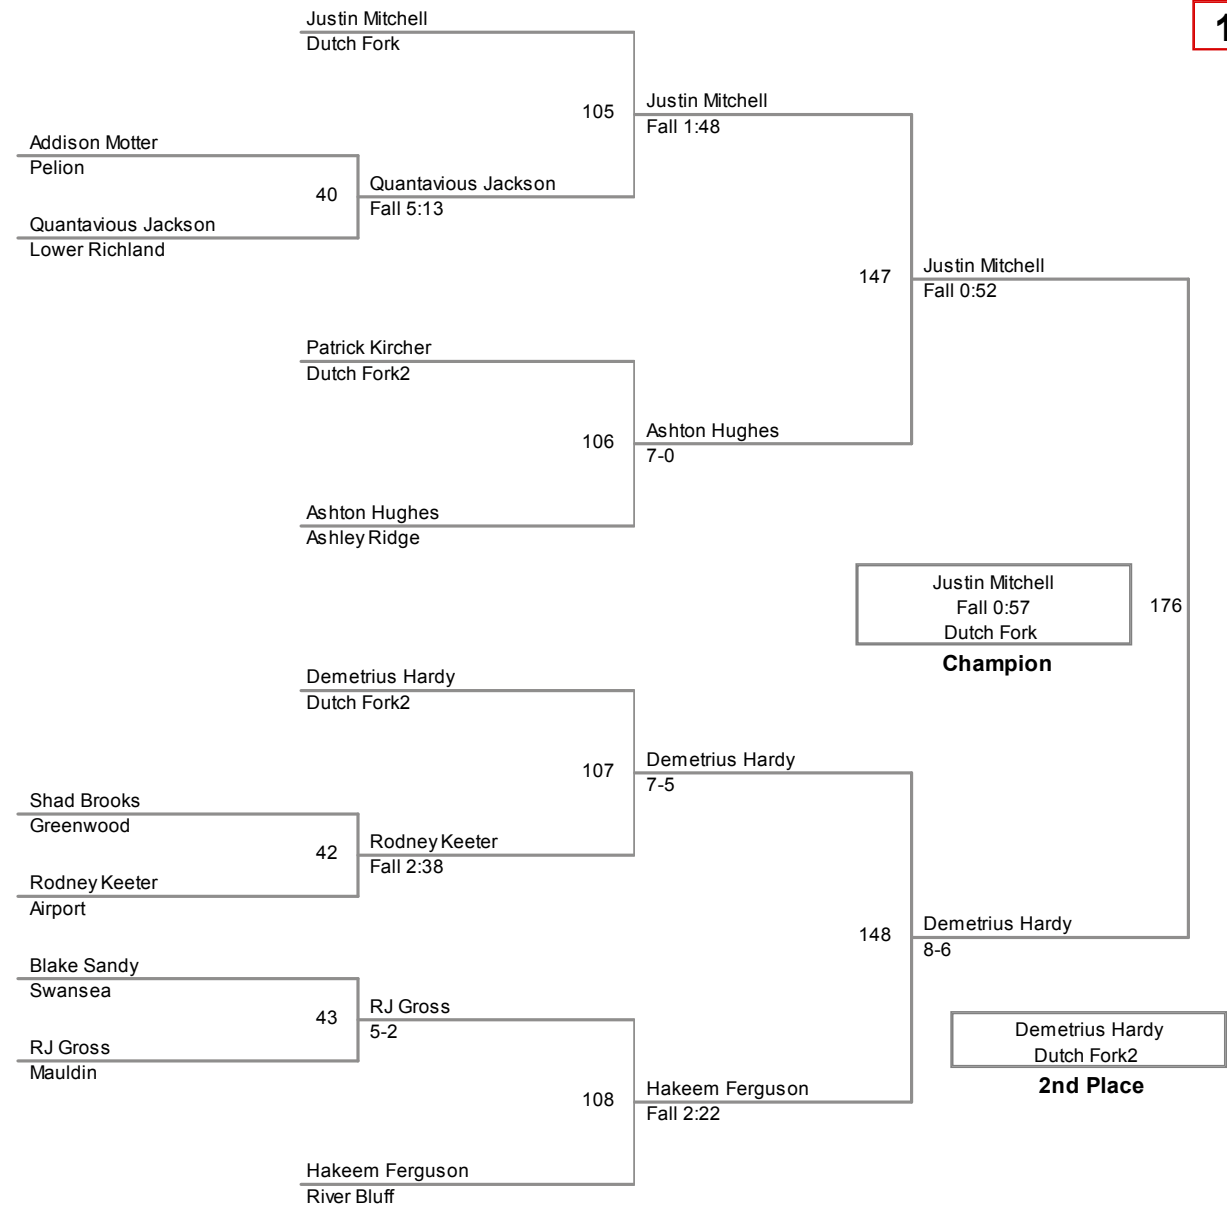 Justin Mitchell
Dutch Fork
1
105
Justin Mitchell
Fall 1:48
Addison Motter
Pelion
40
Quantavious Jackson
Fall 5:13
Quantavious Jackson
Lower Richland
147
Justin Mitchell
Fall 0:52
Patrick Kircher
Dutch Fork2
106
Ashton Hughes
7-0
Ashton Hughes
Ashley Ridge
Justin Mitchell
Fall 0:57
Dutch Fork
Champion
176
Demetrius Hardy
Dutch Fork2
107
Demetrius Hardy
7-5
Shad Brooks
Greenwood
42
Rodney Keeter
Fall 2:38
Rodney Keeter
Airport
148
Demetrius Hardy
8-6
Blake Sandy
Swansea
43
RJ Gross
5-2
RJ Gross
Mauldin
Demetrius Hardy
Dutch Fork2
2nd Place
108
Hakeem Ferguson
Fall 2:22
Hakeem Ferguson
River Bluff